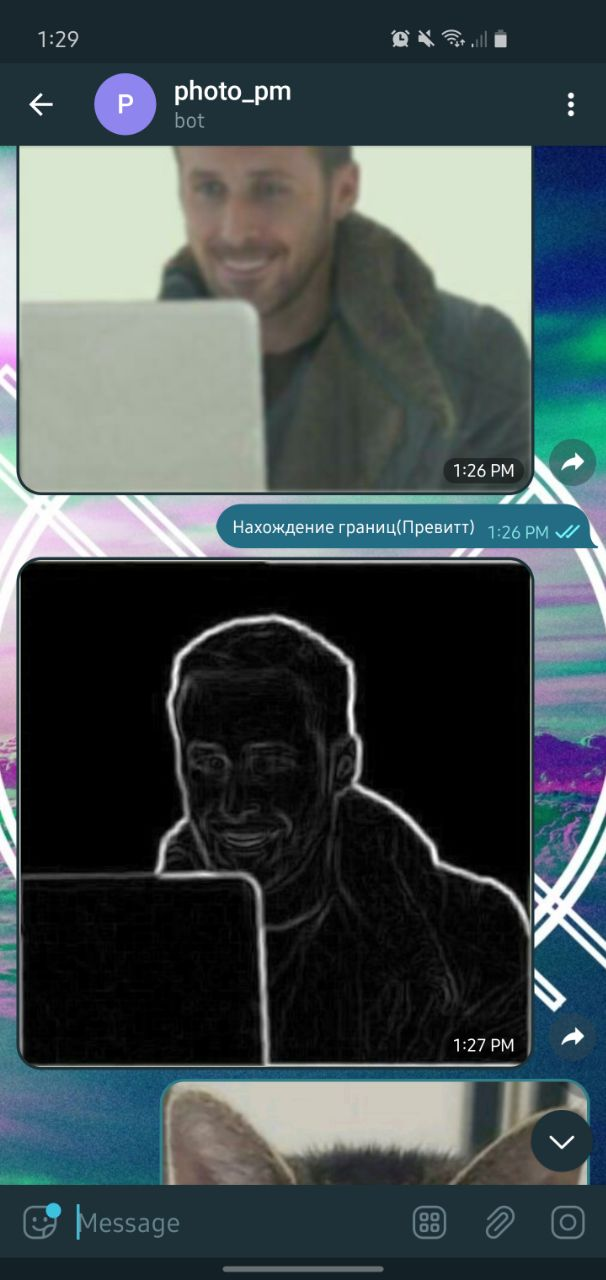 1:29
P
photo_pm
bot
1:26 PM
Нахождение границ(Превитт) 1:26 PM
1:27 PM
Message